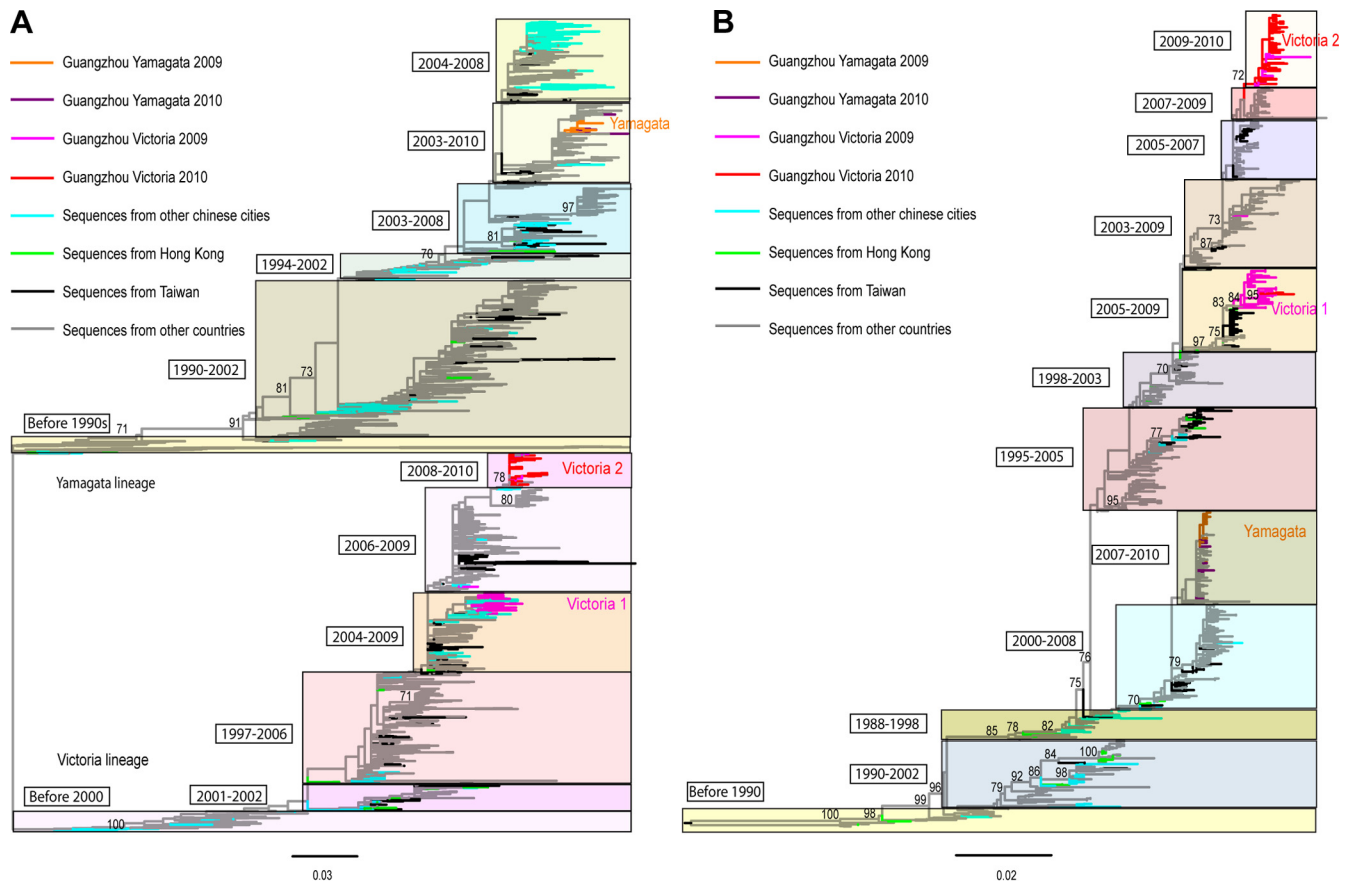 A
Guangzhou Yamagata 2009
Guangzhou Yamagata 2010
Guangzhou Victoria 2009
Guangzhou Victoria 2010
Sequences from other chinese cities
Sequences from Hong Kong
Sequences from Taiwan
Sequences from other countries
2004-2008
2003-2010
Yamagata
2003-2008
97
81
70
1994-2002
1990-2002
73
81
91
Before 1990s
71
Yamagata lineage
2008-2010
Victoria 2
78
80
2006-2009
Victoria 1
2004-2009
71
1997-2006
Victoria lineage
2001-2002
Before 2000
100
0.03
B
Guangzhou Yamagata 2009
Guangzhou Yamagata 2010
Guangzhou Victoria 2009
Guangzhou Victoria 2010
Sequences from other chinese cities
Sequences from Hong Kong
Sequences from Taiwan
Sequences from other countries
2009-2010
Victoria 2
72
2007-2009
2005-2007
2003-2009
73
87
84
95
83
Victoria 1
2005-2009
75
97
70
1998-2003
77
1995-2005
95
Yamagata
2007-2010
2000-2008
76
79
75
70
1988-1998
85
78
82
84
100
1990-2002
92
86
98
96
79
Before 1990
99
100
98
0.02